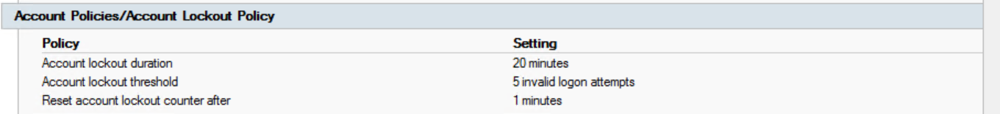 Account Policies/Account Lockout Policy
Policy Setting
Account lockout duration 20 minutes
Account lockout threshold 5 invalid logon attempts
Reset account lockout counter after 1 minutes